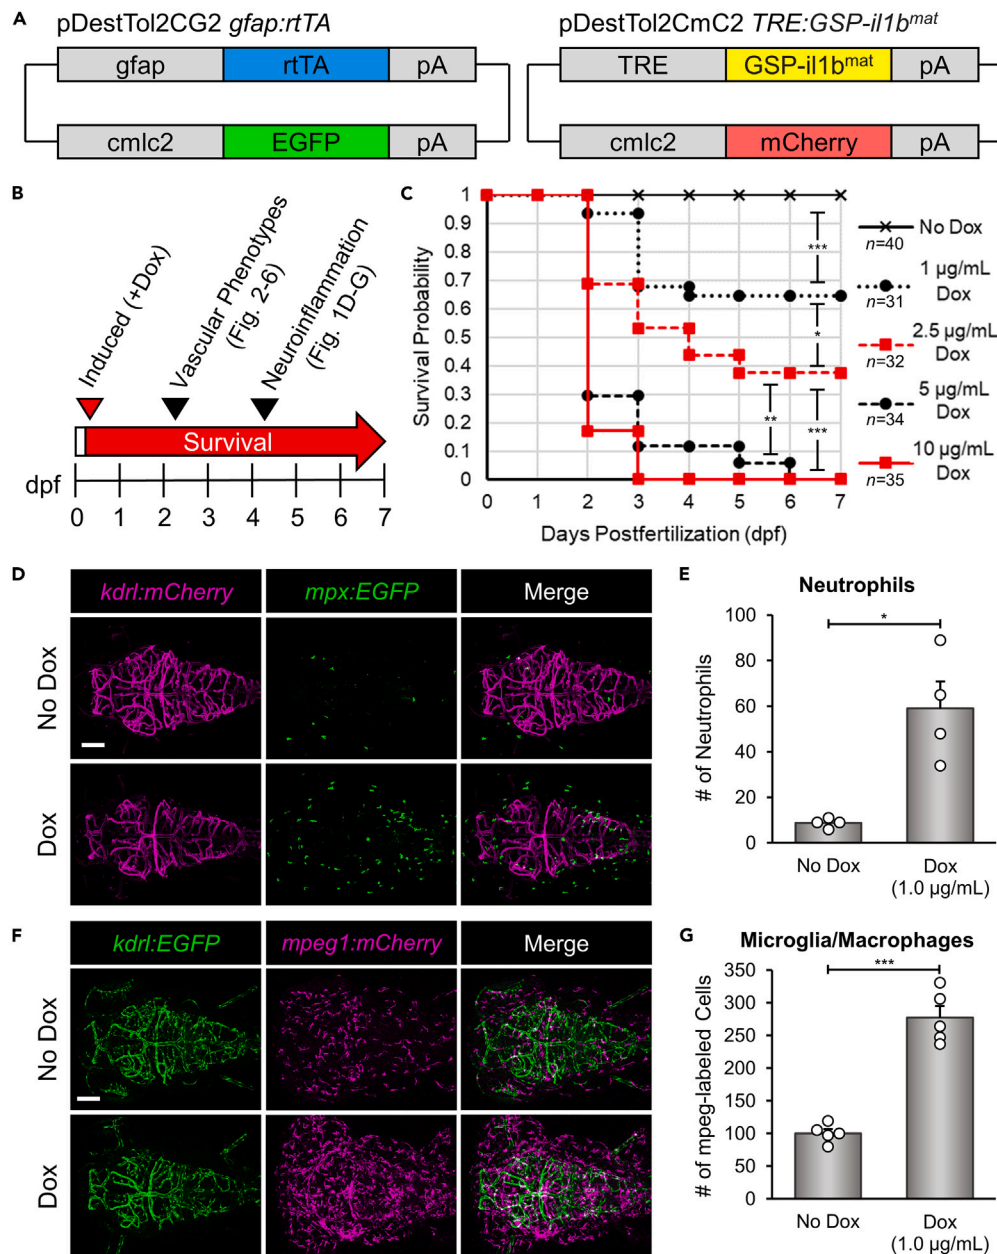 A
pDestTol2CG2 gfap:rtTA
pDestTol2CmC2 TRE:GSP-il1b^mat
gfap rtTA pA
TRE GSP-il1b^mat pA
cmlc2 EGFP pA
cmlc2 mCherry pA
B
Induced (+Dox)
Vascular Phenotypes
(Fig. 2-6)
Neuroinflammation
(Fig. 1D-G)
Survival
dpf
0 1 2 3 4 5 6 7
C
Survival Probability
1
0.9
0.8
0.7
0.6
0.5
0.4
0.3
0.2
0.1
0
0 1 2 3 4 5 6 7
Days Postfertilization (dpf)
***
*
**
***
No Dox
n=40
1 µg/mL
Dox
n=31
2.5 µg/mL
Dox
n=32
5 µg/mL
Dox
n=34
10 µg/mL
Dox
n=35
D
kdrl:mCherry mpx:EGFP Merge
No Dox
Dox
E
Neutrophils
# of Neutrophils
100
80
60
40
20
0
*
No Dox
Dox
(1.0 µg/mL)
F
kdrl:EGFP mpeg1:mCherry Merge
No Dox
Dox
G
Microglia/Macrophages
# of mpeg-labeled Cells
350
300
250
200
150
100
50
0
***
No Dox
Dox
(1.0 µg/mL)